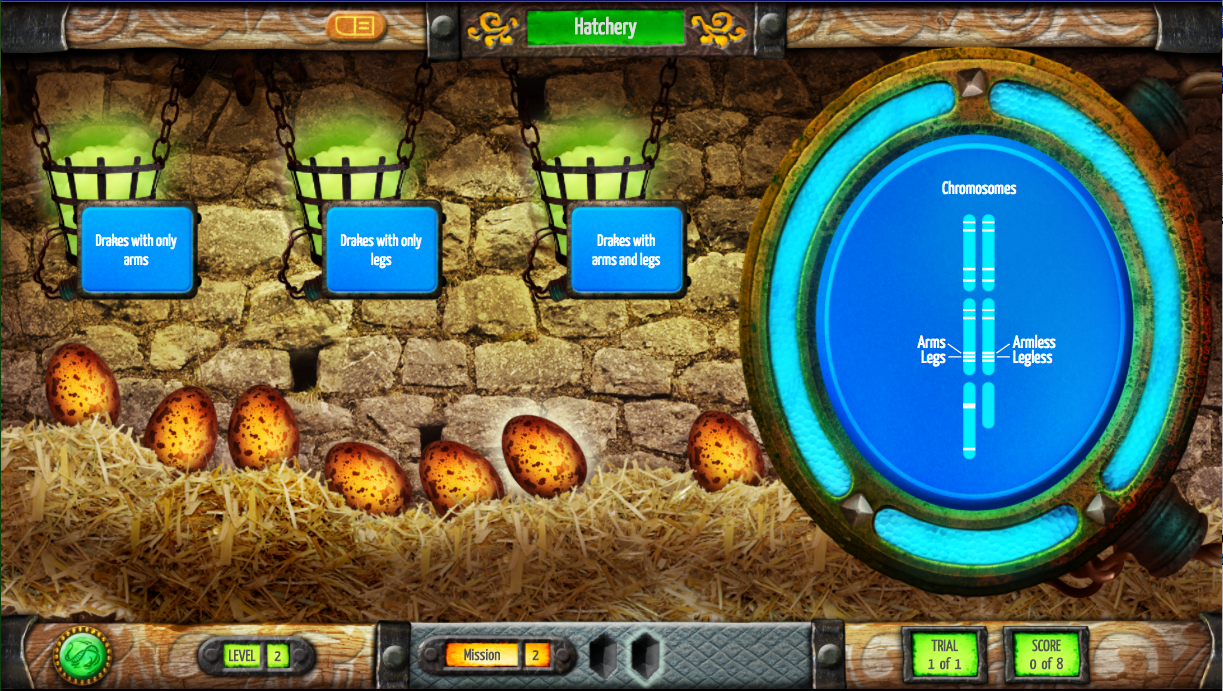 Hatchery
Drakes with only
arms
Drakes with only
legs
Drakes with
arms and legs
Chromosomes
Arms
Legs
Armless
Legless
LEVEL 2
Mission 2
TRIAL
1 of 1
SCORE
0 of 8